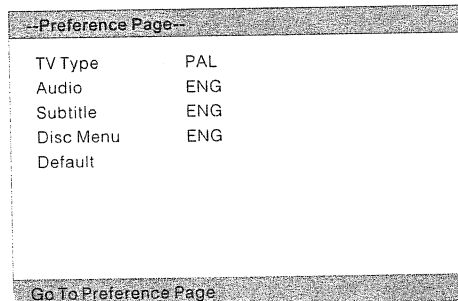 --Preference Page--
TV Type PAL
Audio ENG
Subtitle ENG
Disc Menu ENG
Default
Go To Preference Page